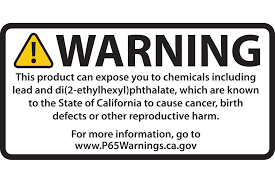 WARNING
This product can expose you to chemicals including
lead and di(2-ethylhexyl)phthalate, which are known
to the State of California to cause cancer, birth
defects or other reproductive harm.
For more information, go to
www.P65Warnings.ca.gov